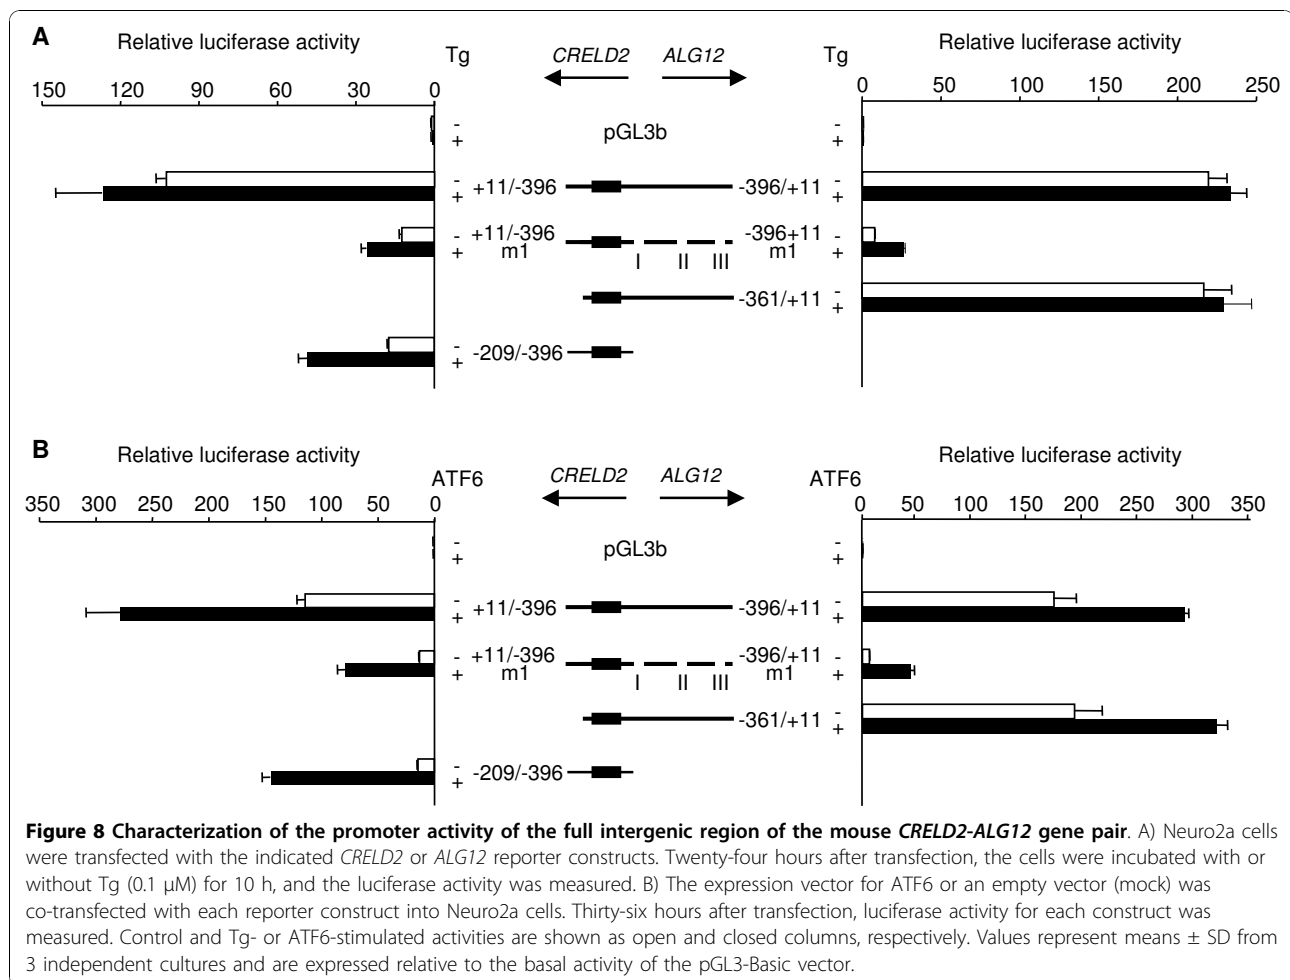 A
Relative luciferase activity
Tg
CRELD2 ALG12
Tg
Relative luciferase activity
150 120 90 60 30 0
0 50 100 150 200 250
-
+
pGL3b
-
+
-
+
+11/-396
-396/+11
-
+
-
+
+11/-396
m1
I II III
-396+11
m1
-
+
-361/+11
-
+
-
+
-209/-396
B
Relative luciferase activity
ATF6
CRELD2 ALG12
ATF6
Relative luciferase activity
350 300 250 200 150 100 50 0
0 50 100 150 200 250 300 350
-
+
pGL3b
-
+
-
+
+11/-396
-396/+11
-
+
-
+
+11/-396
m1
I II III
-396/+11
m1
-
+
-361/+11
-
+
-
+
-209/-396
Figure 8 Characterization of the promoter activity of the full intergenic region of the mouse CRELD2-ALG12 gene pair. A) Neuro2a cells
were transfected with the indicated CRELD2 or ALG12 reporter constructs. Twenty-four hours after transfection, the cells were incubated with or
without Tg (0.1 μM) for 10 h, and the luciferase activity was measured. B) The expression vector for ATF6 or an empty vector (mock) was
co-transfected with each reporter construct into Neuro2a cells. Thirty-six hours after transfection, luciferase activity for each construct was
measured. Control and Tg- or ATF6-stimulated activities are shown as open and closed columns, respectively. Values represent means ± SD from
3 independent cultures and are expressed relative to the basal activity of the pGL3-Basic vector.